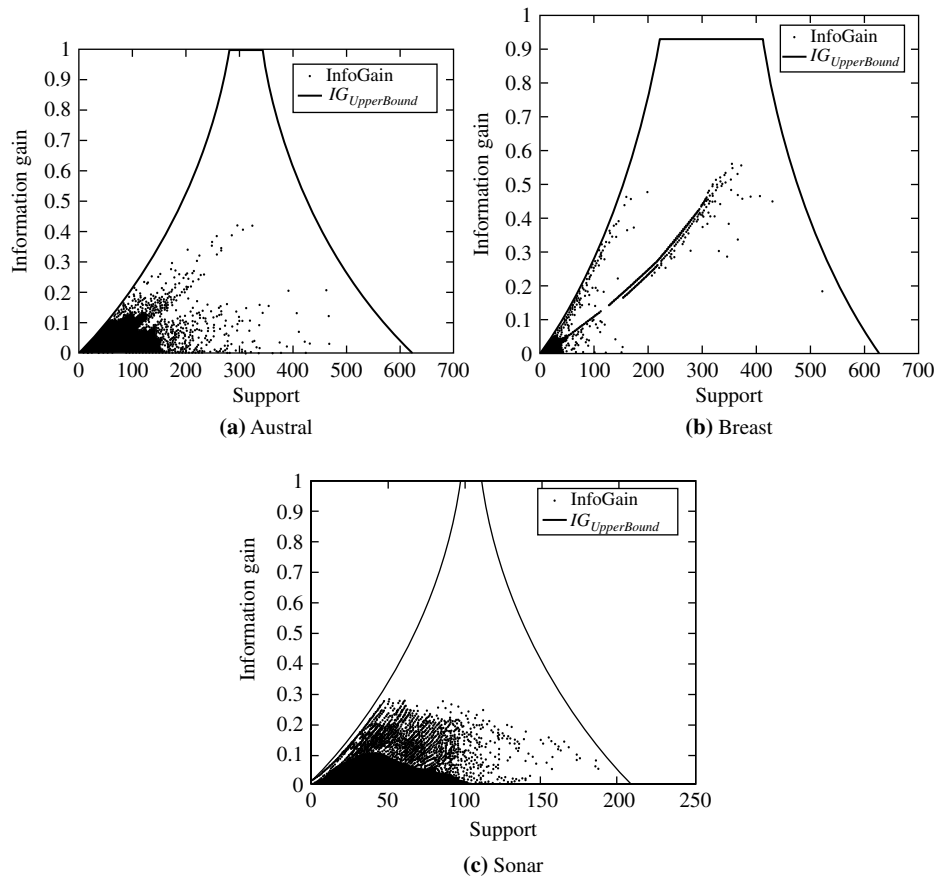 1
0.9
0.8
0.7
0.6
0.5
0.4
0.3
0.2
0.1
0
Information gain
InfoGain
IG_UpperBound
0 100 200 300 400 500 600 700
Support
(a) Austral
1
0.9
0.8
0.7
0.6
0.5
0.4
0.3
0.2
0.1
0
Information gain
InfoGain
IG_UpperBound
0 100 200 300 400 500 600 700
Support
(b) Breast
1
0.9
0.8
0.7
0.6
0.5
0.4
0.3
0.2
0.1
0
Information gain
InfoGain
IG_UpperBound
0 50 100 150 200 250
Support
(c) Sonar